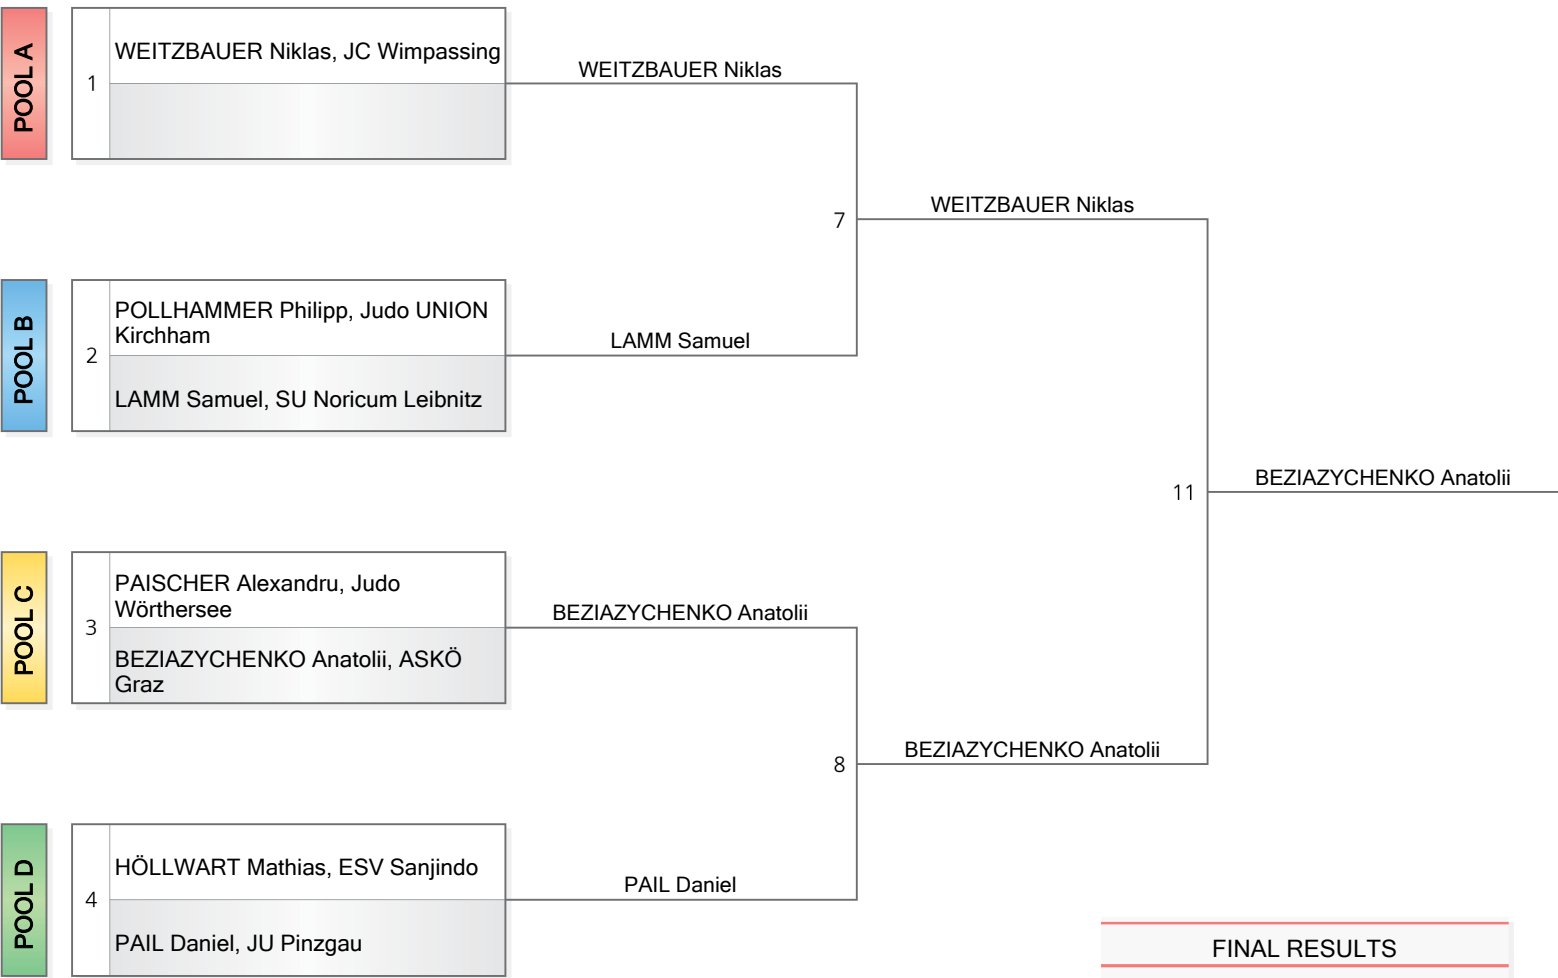 POOL A
1
WEITZBAUER Niklas, JC Wimpassing
WEITZBAUER Niklas
7
WEITZBAUER Niklas
POOL B
2
POLLHAMMER Philipp, Judo UNION
Kirchham
LAMM Samuel, SU Noricum Leibnitz
LAMM Samuel
11
BEZIAZYCHENKO Anatolii
POOL C
3
PAISCHER Alexandru, Judo
Wörthersee
BEZIAZYCHENKO Anatolii, ASKÖ
Graz
BEZIAZYCHENKO Anatolii
8
BEZIAZYCHENKO Anatolii
POOL D
4
HÖLLWART Mathias, ESV Sanjindo
PAIL Daniel, JU Pinzgau
PAIL Daniel
FINAL RESULTS